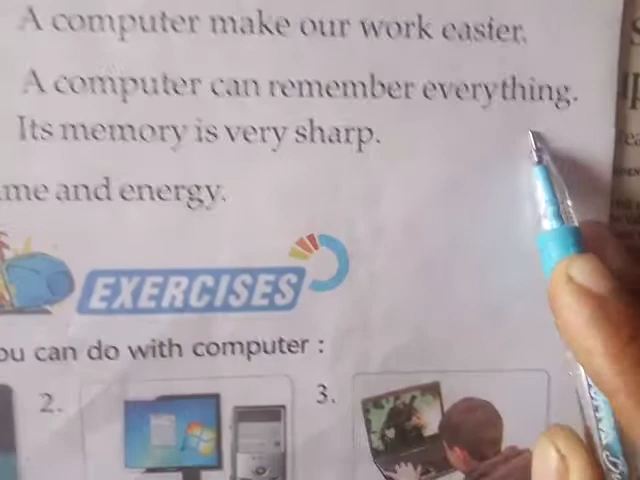 A computer make our work easier.
A computer can remember everything.
Its memory is very sharp.
me and energy.
EXERCISES
ou can do with computer :
2.
3.